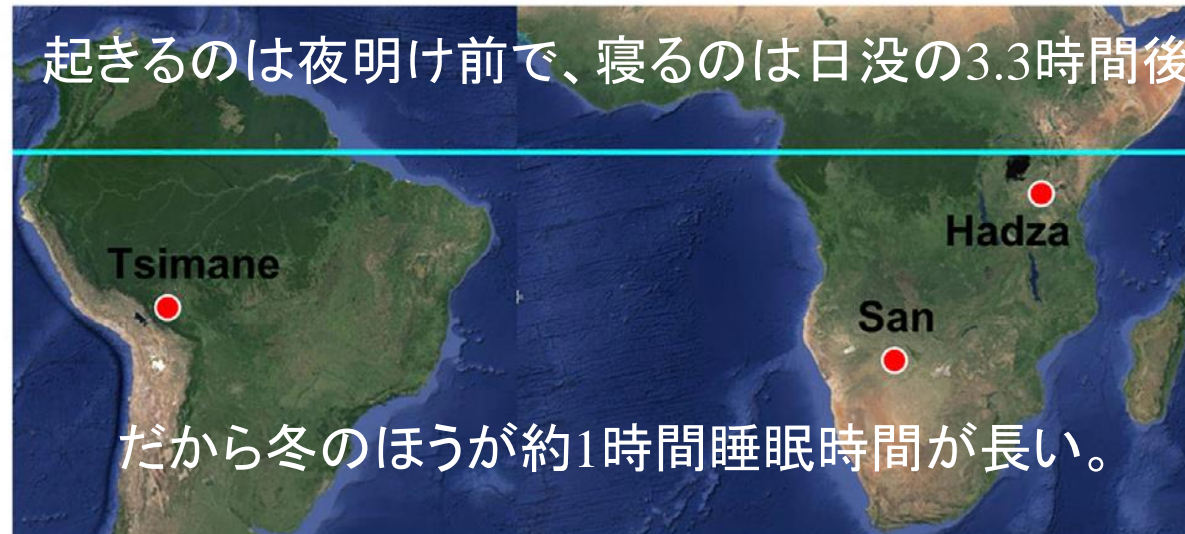 起きるのは夜明け前で、寝るのは日没の3.3時間後
Hadza
Tsimane
San
だから冬のほうが約1時間睡眠時間が長い。